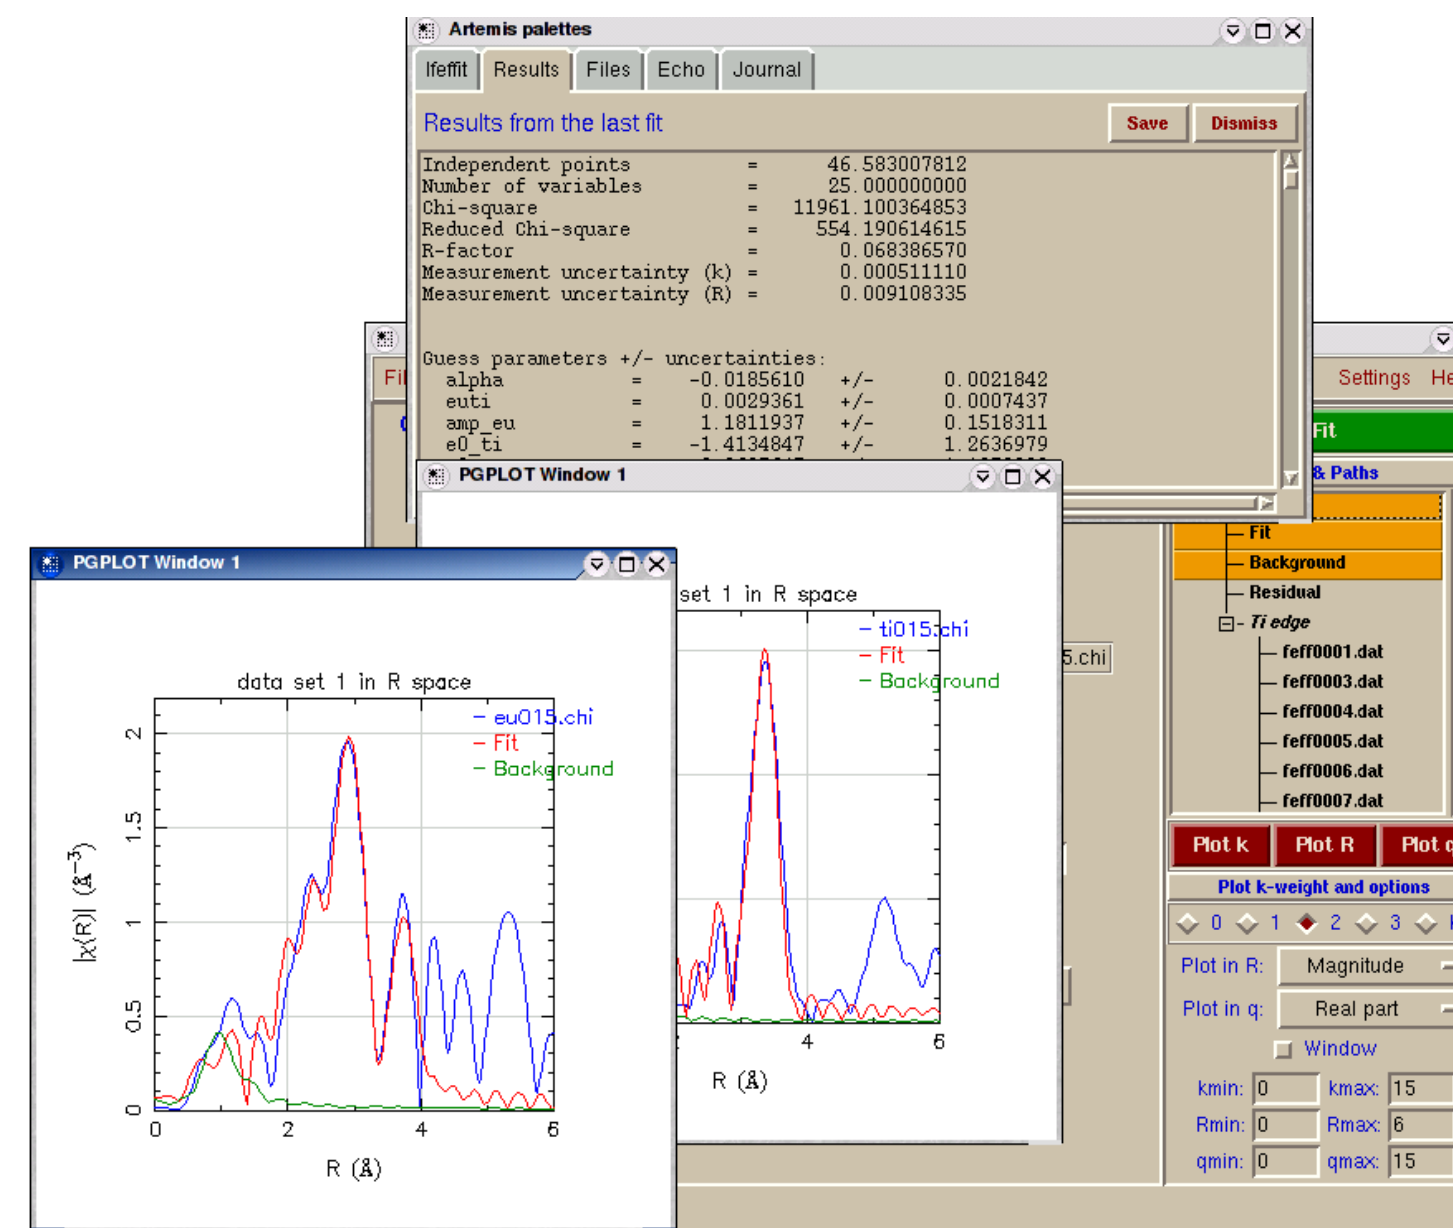 Artemis palettes
Ifeffit Results Files Echo Journal
Results from the last fit
Save Dismiss
Independent points = 46.583007812
Number of variables = 25.000000000
Chi-square = 11961.100364853
Reduced Chi-square = 554.190614615
R-factor = 0.068386570
Measurement uncertainty (k) = 0.000511110
Measurement uncertainty (R) = 0.009108335
Guess parameters +/- uncertainties:
alpha = -0.0185610 +/- 0.0021842
euti = 0.0029361 +/- 0.0007437
amp_eu = 1.1811937 +/- 0.1518311
e0_ti = -1.4134847 +/- 1.2636979
Settings
Fit
& Paths
Fit
Background
Residual
Ti edge
feff0001.dat
feff0003.dat
feff0004.dat
feff0005.dat
feff0006.dat
feff0007.dat
5.chi
Plot k Plot R Plot q
Plot k-weight and options
0 1 2 3
Plot in R: Magnitude
Plot in q: Real part
Window
kmin: 0 kmax: 15
Rmin: 0 Rmax: 6
qmin: 0 qmax: 15
PGPLOT Window 1
set 1 in R space
ti015.chi
Fit
Background
4 6
R (Å)
PGPLOT Window 1
data set 1 in R space
eu015.chi
Fit
Background
|χ(R)| (Å⁻³)
2
1.5
1
0.5
0
0 2 4 6
R (Å)